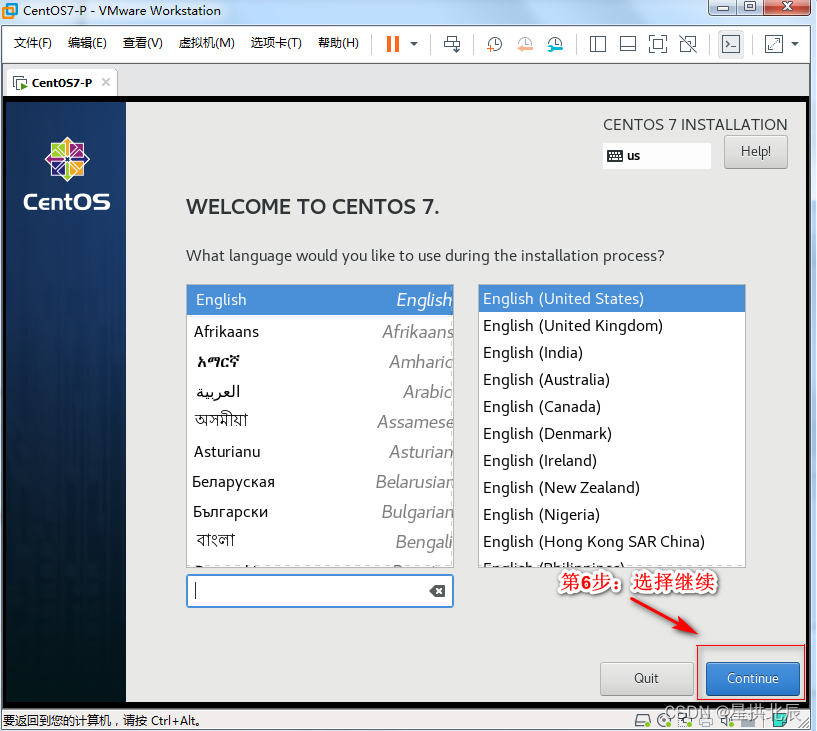 CentOS7-P - VMware Workstation
文件(F) 编辑(E) 查看(V) 虚拟机(M) 选项卡(T) 帮助(H)
CentOS7-P
CentOS
CENTOS 7 INSTALLATION
us
Help!
WELCOME TO CENTOS 7.
What language would you like to use during the installation process?
English English
Afrikaans Afrikaans
አማርኛ Amharic
العربية Arabic
অসমীয়া Assamese
Asturianu Asturian
Беларуская Belarusian
Български Bulgarian
বাংলা Bengali
English (United States)
English (United Kingdom)
English (India)
English (Australia)
English (Canada)
English (Denmark)
English (Ireland)
English (New Zealand)
English (Nigeria)
English (Hong Kong SAR China)
English (Philippines)
第6步：选择继续
Quit
Continue
要返回到您的计算机，请按 Ctrl+Alt。
CSDN @星拱北辰